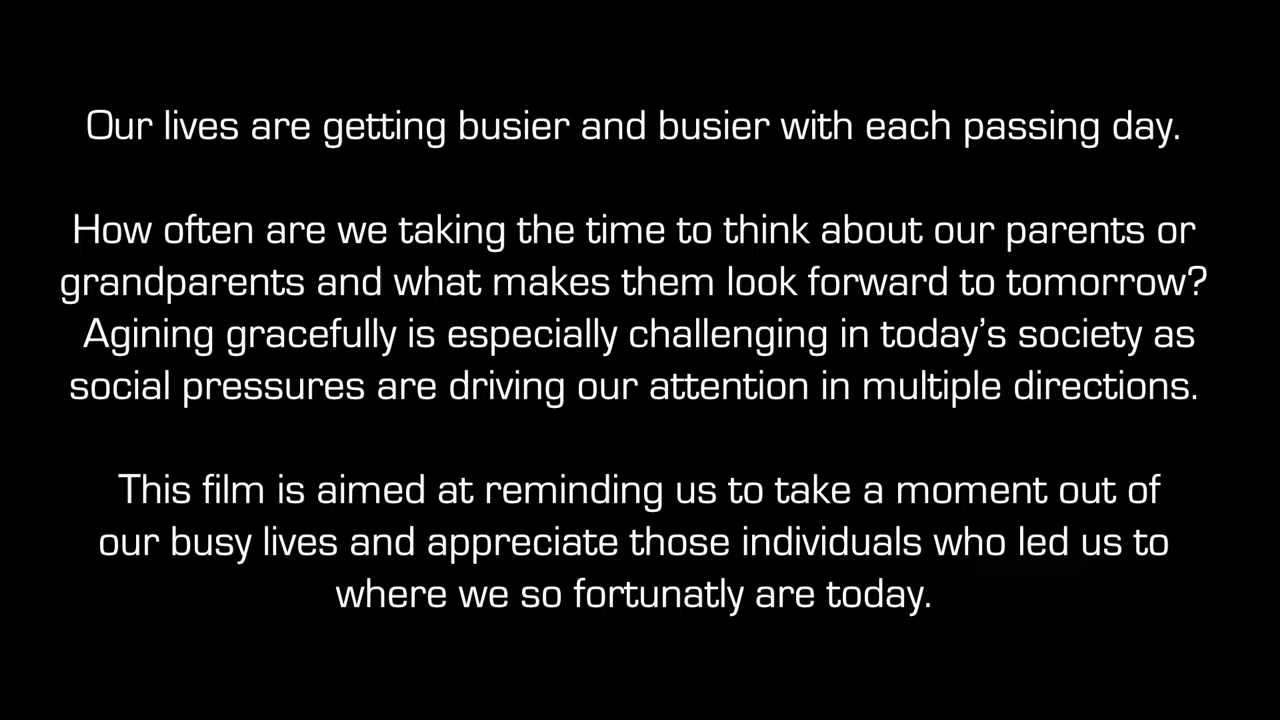 Our lives are getting busier and busier with each passing day.
How often are we taking the time to think about our parents or
grandparents and what makes them look forward to tomorrow?
Agining gracefully is especially challenging in today's society as
social pressures are driving our attention in multiple directions.
This film is aimed at reminding us to take a moment out of
our busy lives and appreciate those individuals who led us to
where we so fortunatly are today.